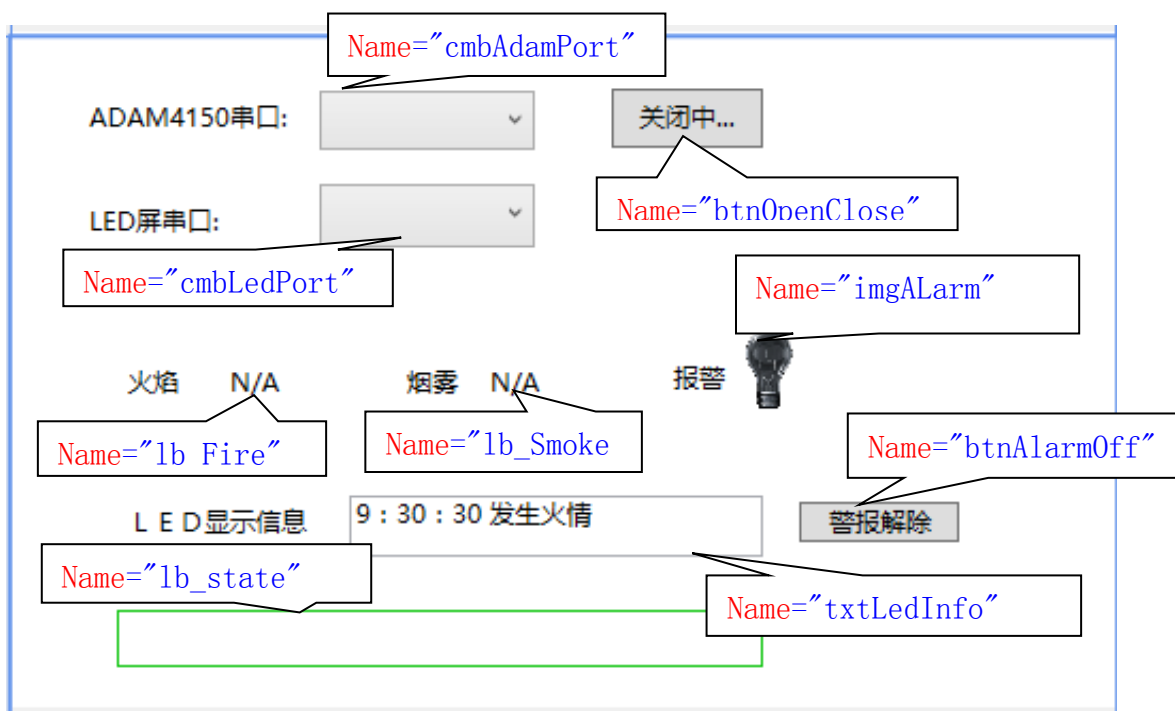 Name="cmbAdamPort"
ADAM4150串口:
关闭中...
Name="btnOpenClose"
LED屏串口:
Name="cmbLedPort"
Name="imgALarm"
火焰 N/A
烟雾 N/A
报警
Name="lb Fire"
Name="lb_Smoke
Name="btnAlarmOff"
ＬＥＤ显示信息
9：30：30 发生火情
警报解除
Name="lb_state"
Name="txtLedInfo"